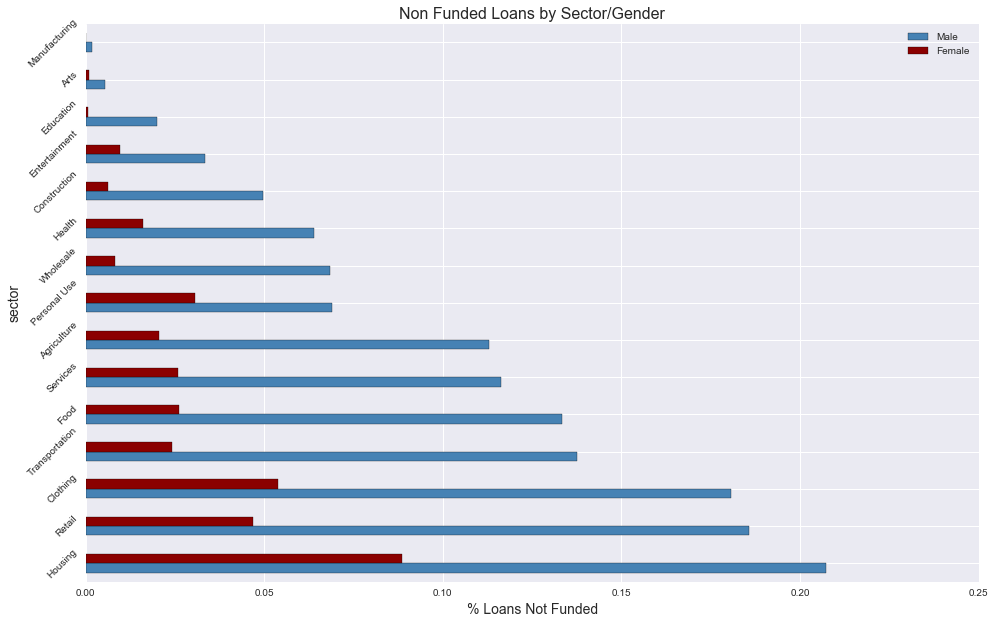 Non Funded Loans by Sector/Gender
Male
Female
Manufacturing
Arts
Education
Entertainment
Construction
Health
Wholesale
Personal Use
Agriculture
Services
Food
Transportation
Clothing
Retail
Housing
sector
0.00 0.05 0.10 0.15 0.20 0.25
% Loans Not Funded